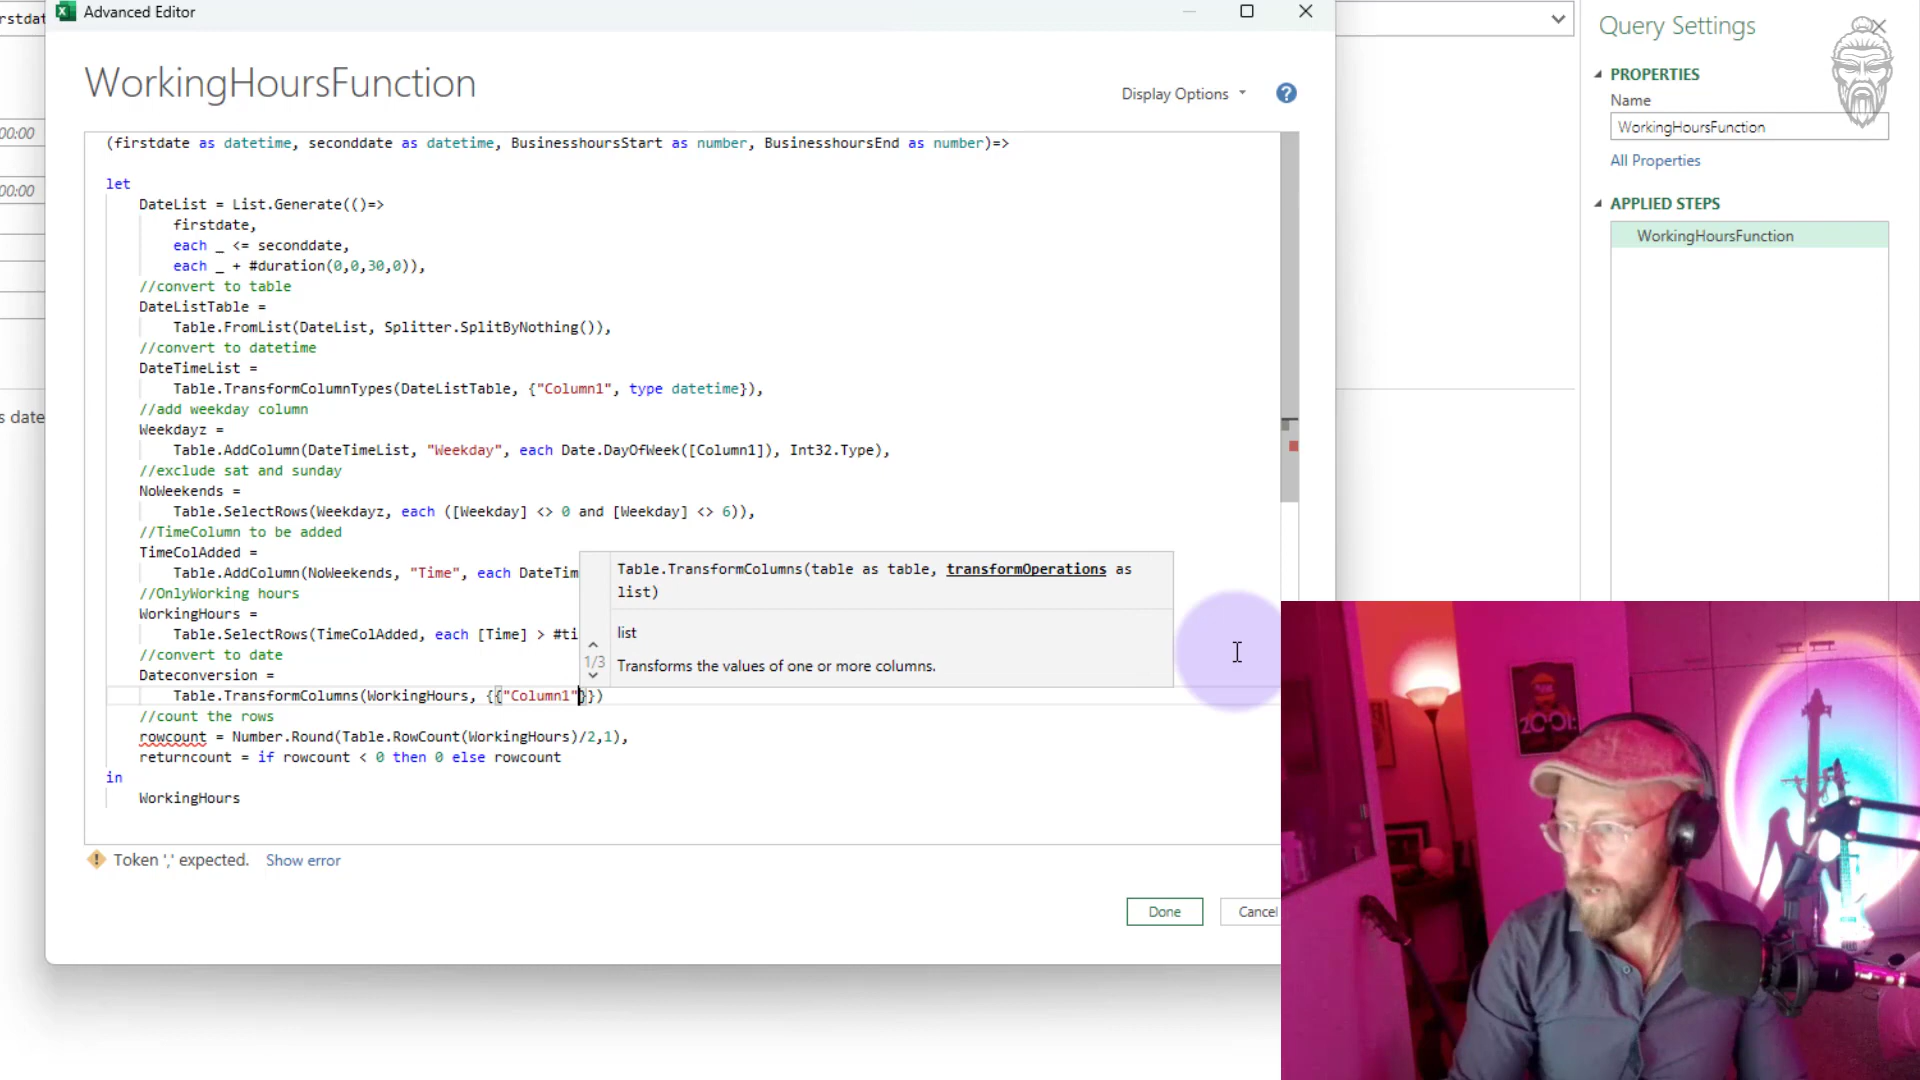 rstdat
Advanced Editor
Query Settings
WorkingHoursFunction
Display Options
?
PROPERTIES
Name
WorkingHoursFunction
All Properties
00:00
00:00
s date
(firstdate as datetime, seconddate as datetime, BusinesshoursStart as number, BusinesshoursEnd as number)=>
let
DateList = List.Generate(()=>
firstdate,
each _ <= seconddate,
each _ + #duration(0,0,30,0)),
//convert to table
DateListTable =
Table.FromList(DateList, Splitter.SplitByNothing()),
//convert to datetime
DateTimeList =
Table.TransformColumnTypes(DateListTable, {"Column1", type datetime}),
//add weekday column
Weekdayz =
Table.AddColumn(DateTimeList, "Weekday", each Date.DayOfWeek([Column1]), Int32.Type),
//exclude sat and sunday
NoWeekends =
Table.SelectRows(Weekdayz, each ([Weekday] <> 0 and [Weekday] <> 6)),
//TimeColumn to be added
TimeColAdded =
Table.AddColumn(NoWeekends, "Time", each DateTim
//OnlyWorking hours
WorkingHours =
Table.SelectRows(TimeColAdded, each [Time] > #ti
//convert to date
Dateconversion =
Table.TransformColumns(WorkingHours, {{"Column1"}})
//count the rows
rowcount = Number.Round(Table.RowCount(WorkingHours)/2,1),
returncount = if rowcount < 0 then 0 else rowcount
in
WorkingHours
Table.TransformColumns(table as table, transformOperations as
list)
list
1/3
Transforms the values of one or more columns.
Token ',' expected. Show error
Done
Cancel
APPLIED STEPS
WorkingHoursFunction
2001: